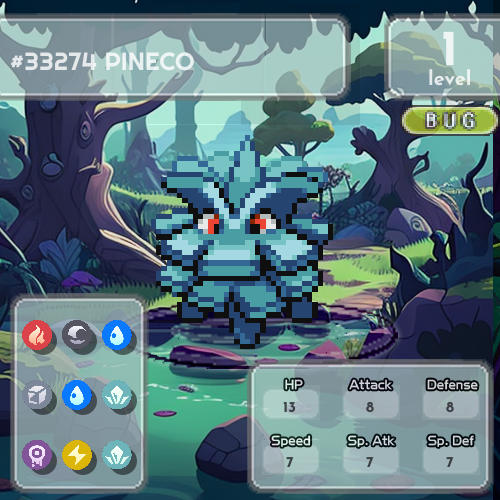 #33274 PINECO
1
level
BUG
HP Attack Defense
13 8 8
Speed Sp. Atk Sp. Def
7 7 7